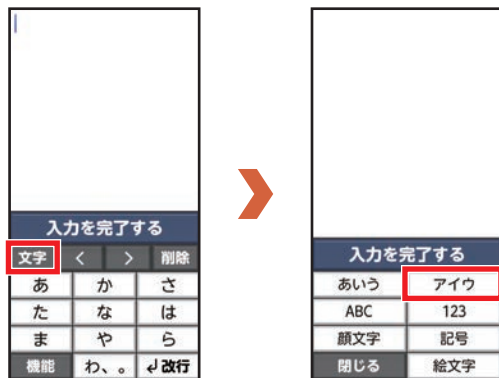 入力を完了する
文字 < > 削除
あ か さ
た な は
ま や ら
機能 わ、。 ↲改行
入力を完了する
あいう アイウ
ABC 123
顔文字 記号
閉じる 絵文字